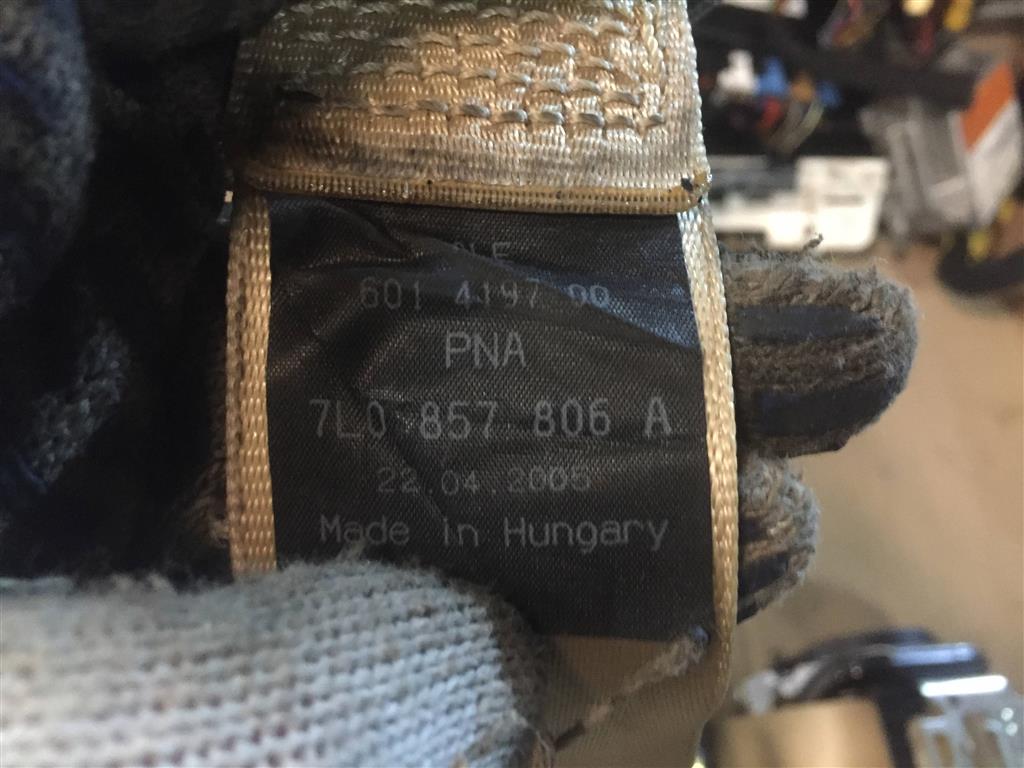 601 4197 00
PNA
7L0 857 806 A
22.04.2005
Made in Hungary